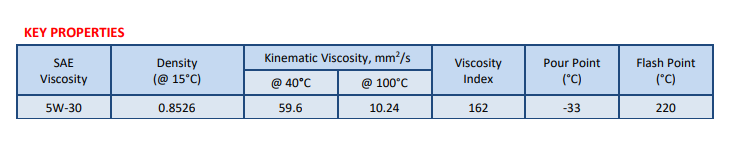 KEY PROPERTIES
SAE Viscosity
Density (@ 15°C)
Kinematic Viscosity, mm²/s
@ 40°C
@ 100°C
Viscosity Index
Pour Point (°C)
Flash Point (°C)
5W-30 0.8526 59.6 10.24 162 -33 220